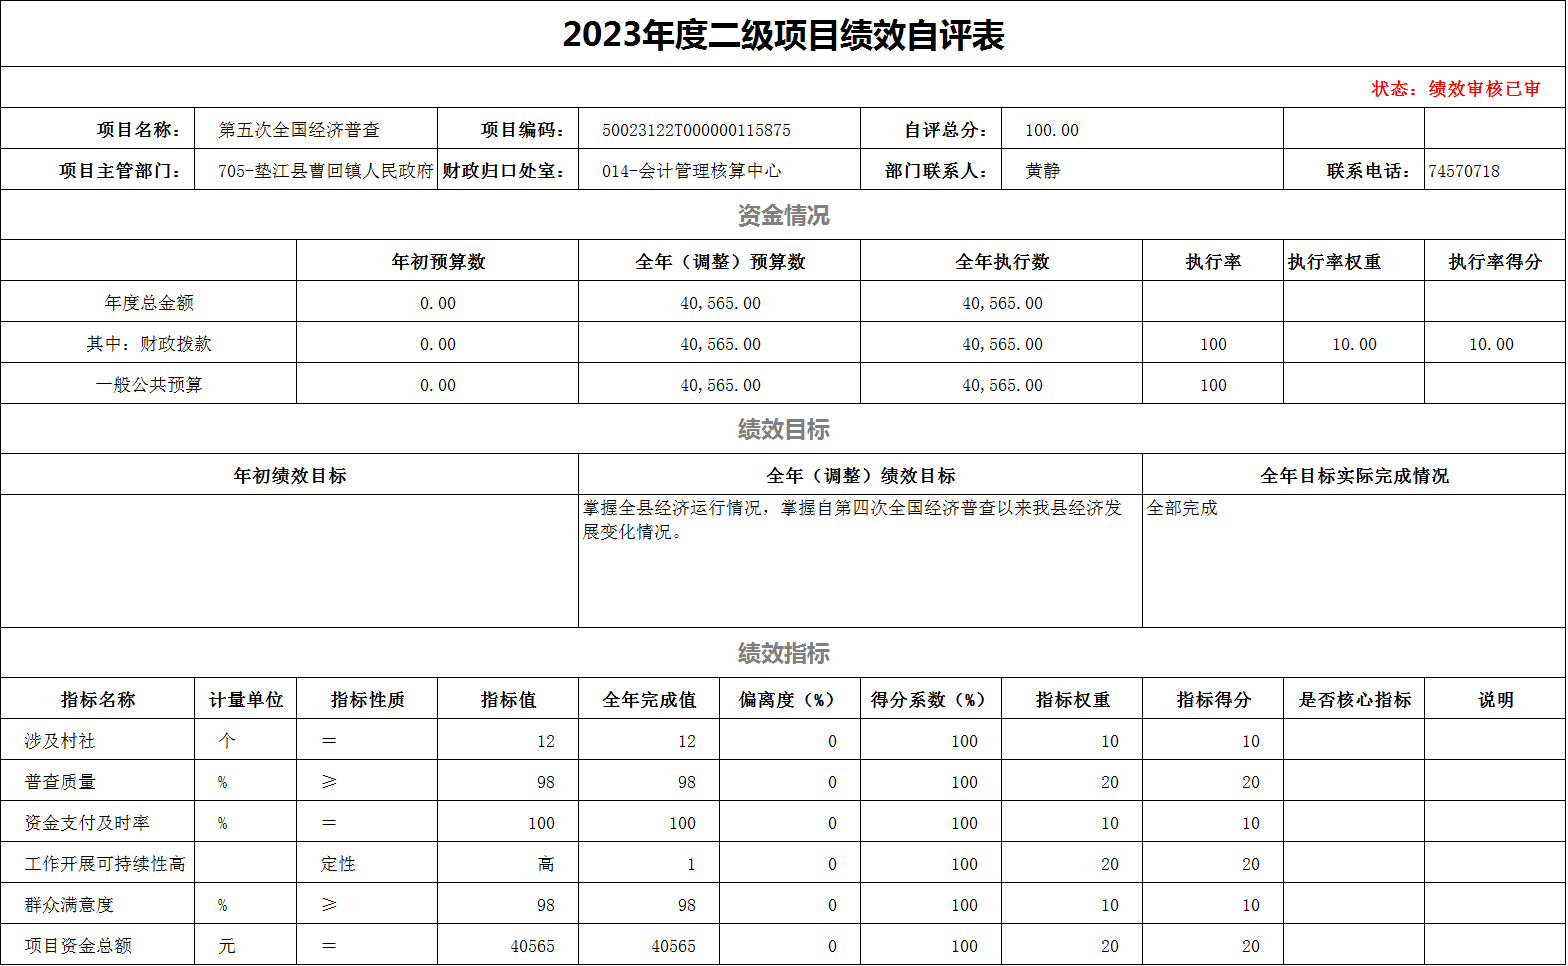 2023年度二级项目绩效自评表
状态：绩效审核已审
项目名称： 第五次全国经济普查 项目编码： 50023122T000000115875 自评总分： 100.00
项目主管部门： 705-垫江县曹回镇人民政府 财政归口处室： 014-会计管理核算中心 部门联系人： 黄静 联系电话： 74570718
资金情况
年初预算数 全年（调整）预算数 全年执行数 执行率 执行率权重 执行率得分
年度总金额 0.00 40,565.00 40,565.00
其中：财政拨款 0.00 40,565.00 40,565.00 100 10.00 10.00
一般公共预算 0.00 40,565.00 40,565.00 100
绩效目标
年初绩效目标 全年（调整）绩效目标 全年目标实际完成情况
掌握全县经济运行情况，掌握自第四次全国经济普查以来我县经济发 全部完成
展变化情况。
绩效指标
指标名称 计量单位 指标性质 指标值 全年完成值 偏离度（%） 得分系数（%） 指标权重 指标得分 是否核心指标 说明
涉及村社 个 ＝ 12 12 0 100 10 10
普查质量 % ≥ 98 98 0 100 20 20
资金支付及时率 % ＝ 100 100 0 100 10 10
工作开展可持续性高 定性 高 1 0 100 20 20
群众满意度 % ≥ 98 98 0 100 10 10
项目资金总额 元 ＝ 40565 40565 0 100 20 20